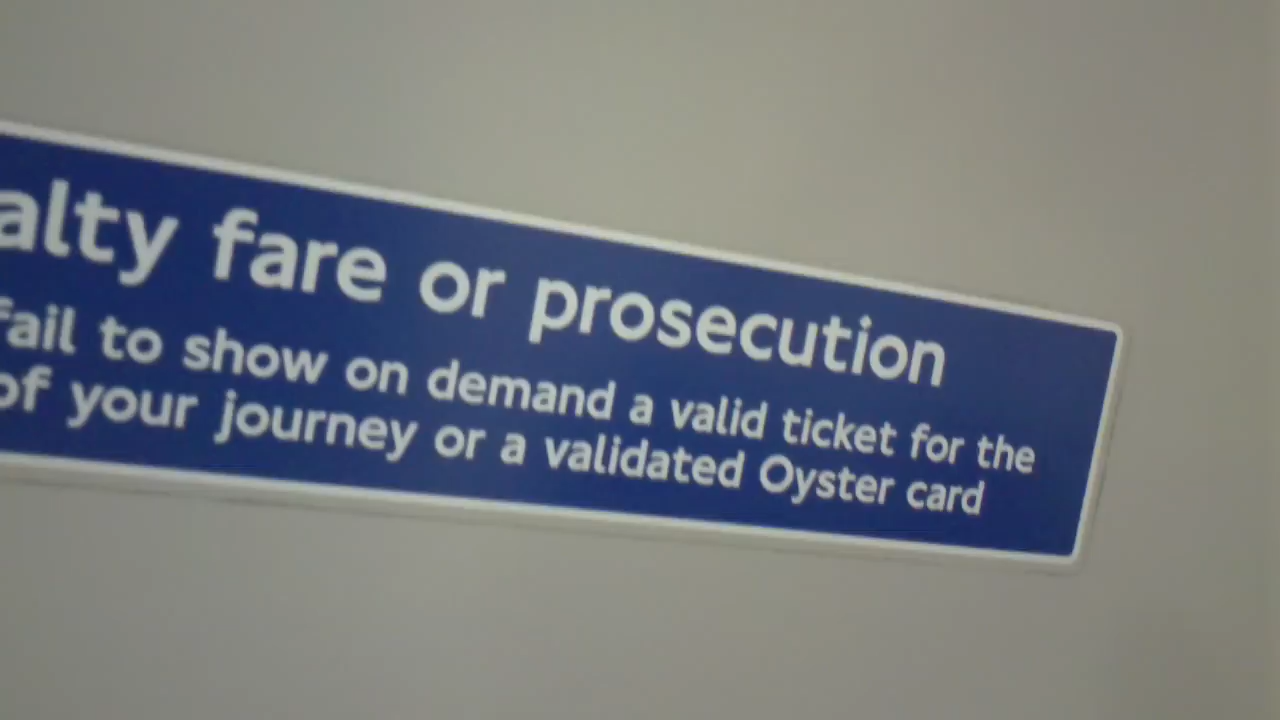 alty fare or prosecution
fail to show on demand a valid ticket for the
of your journey or a validated Oyster card